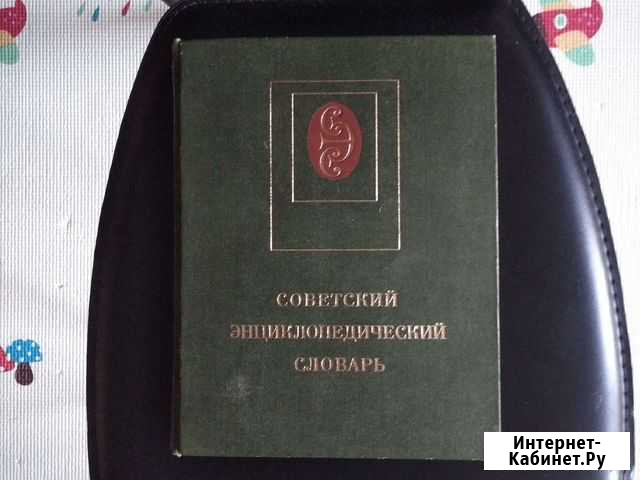 СОВЕТСКИЙ
ЭНЦИКЛОПЕДИЧЕСКИЙ
СЛОВАРЬ
Интернет-
Кабинет.Ру